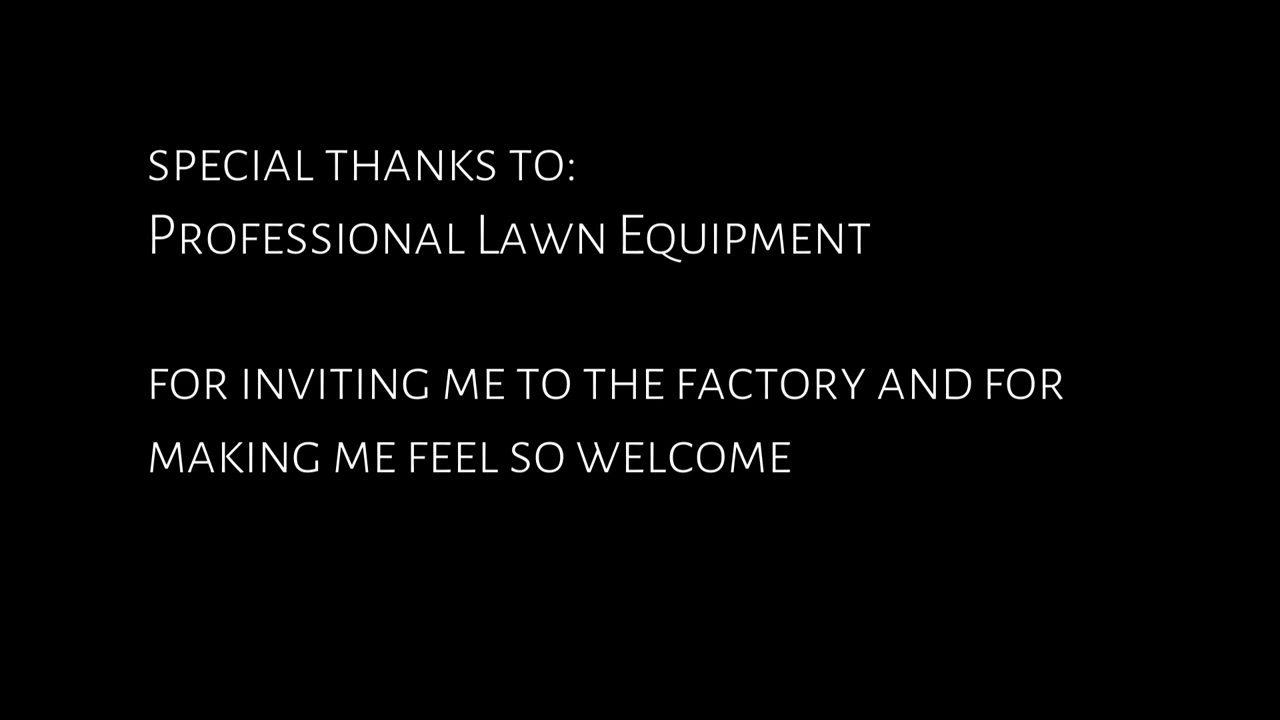 SPECIAL THANKS TO:
PROFESSIONAL LAWN EQUIPMENT
FOR INVITING ME TO THE FACTORY AND FOR
MAKING ME FEEL SO WELCOME